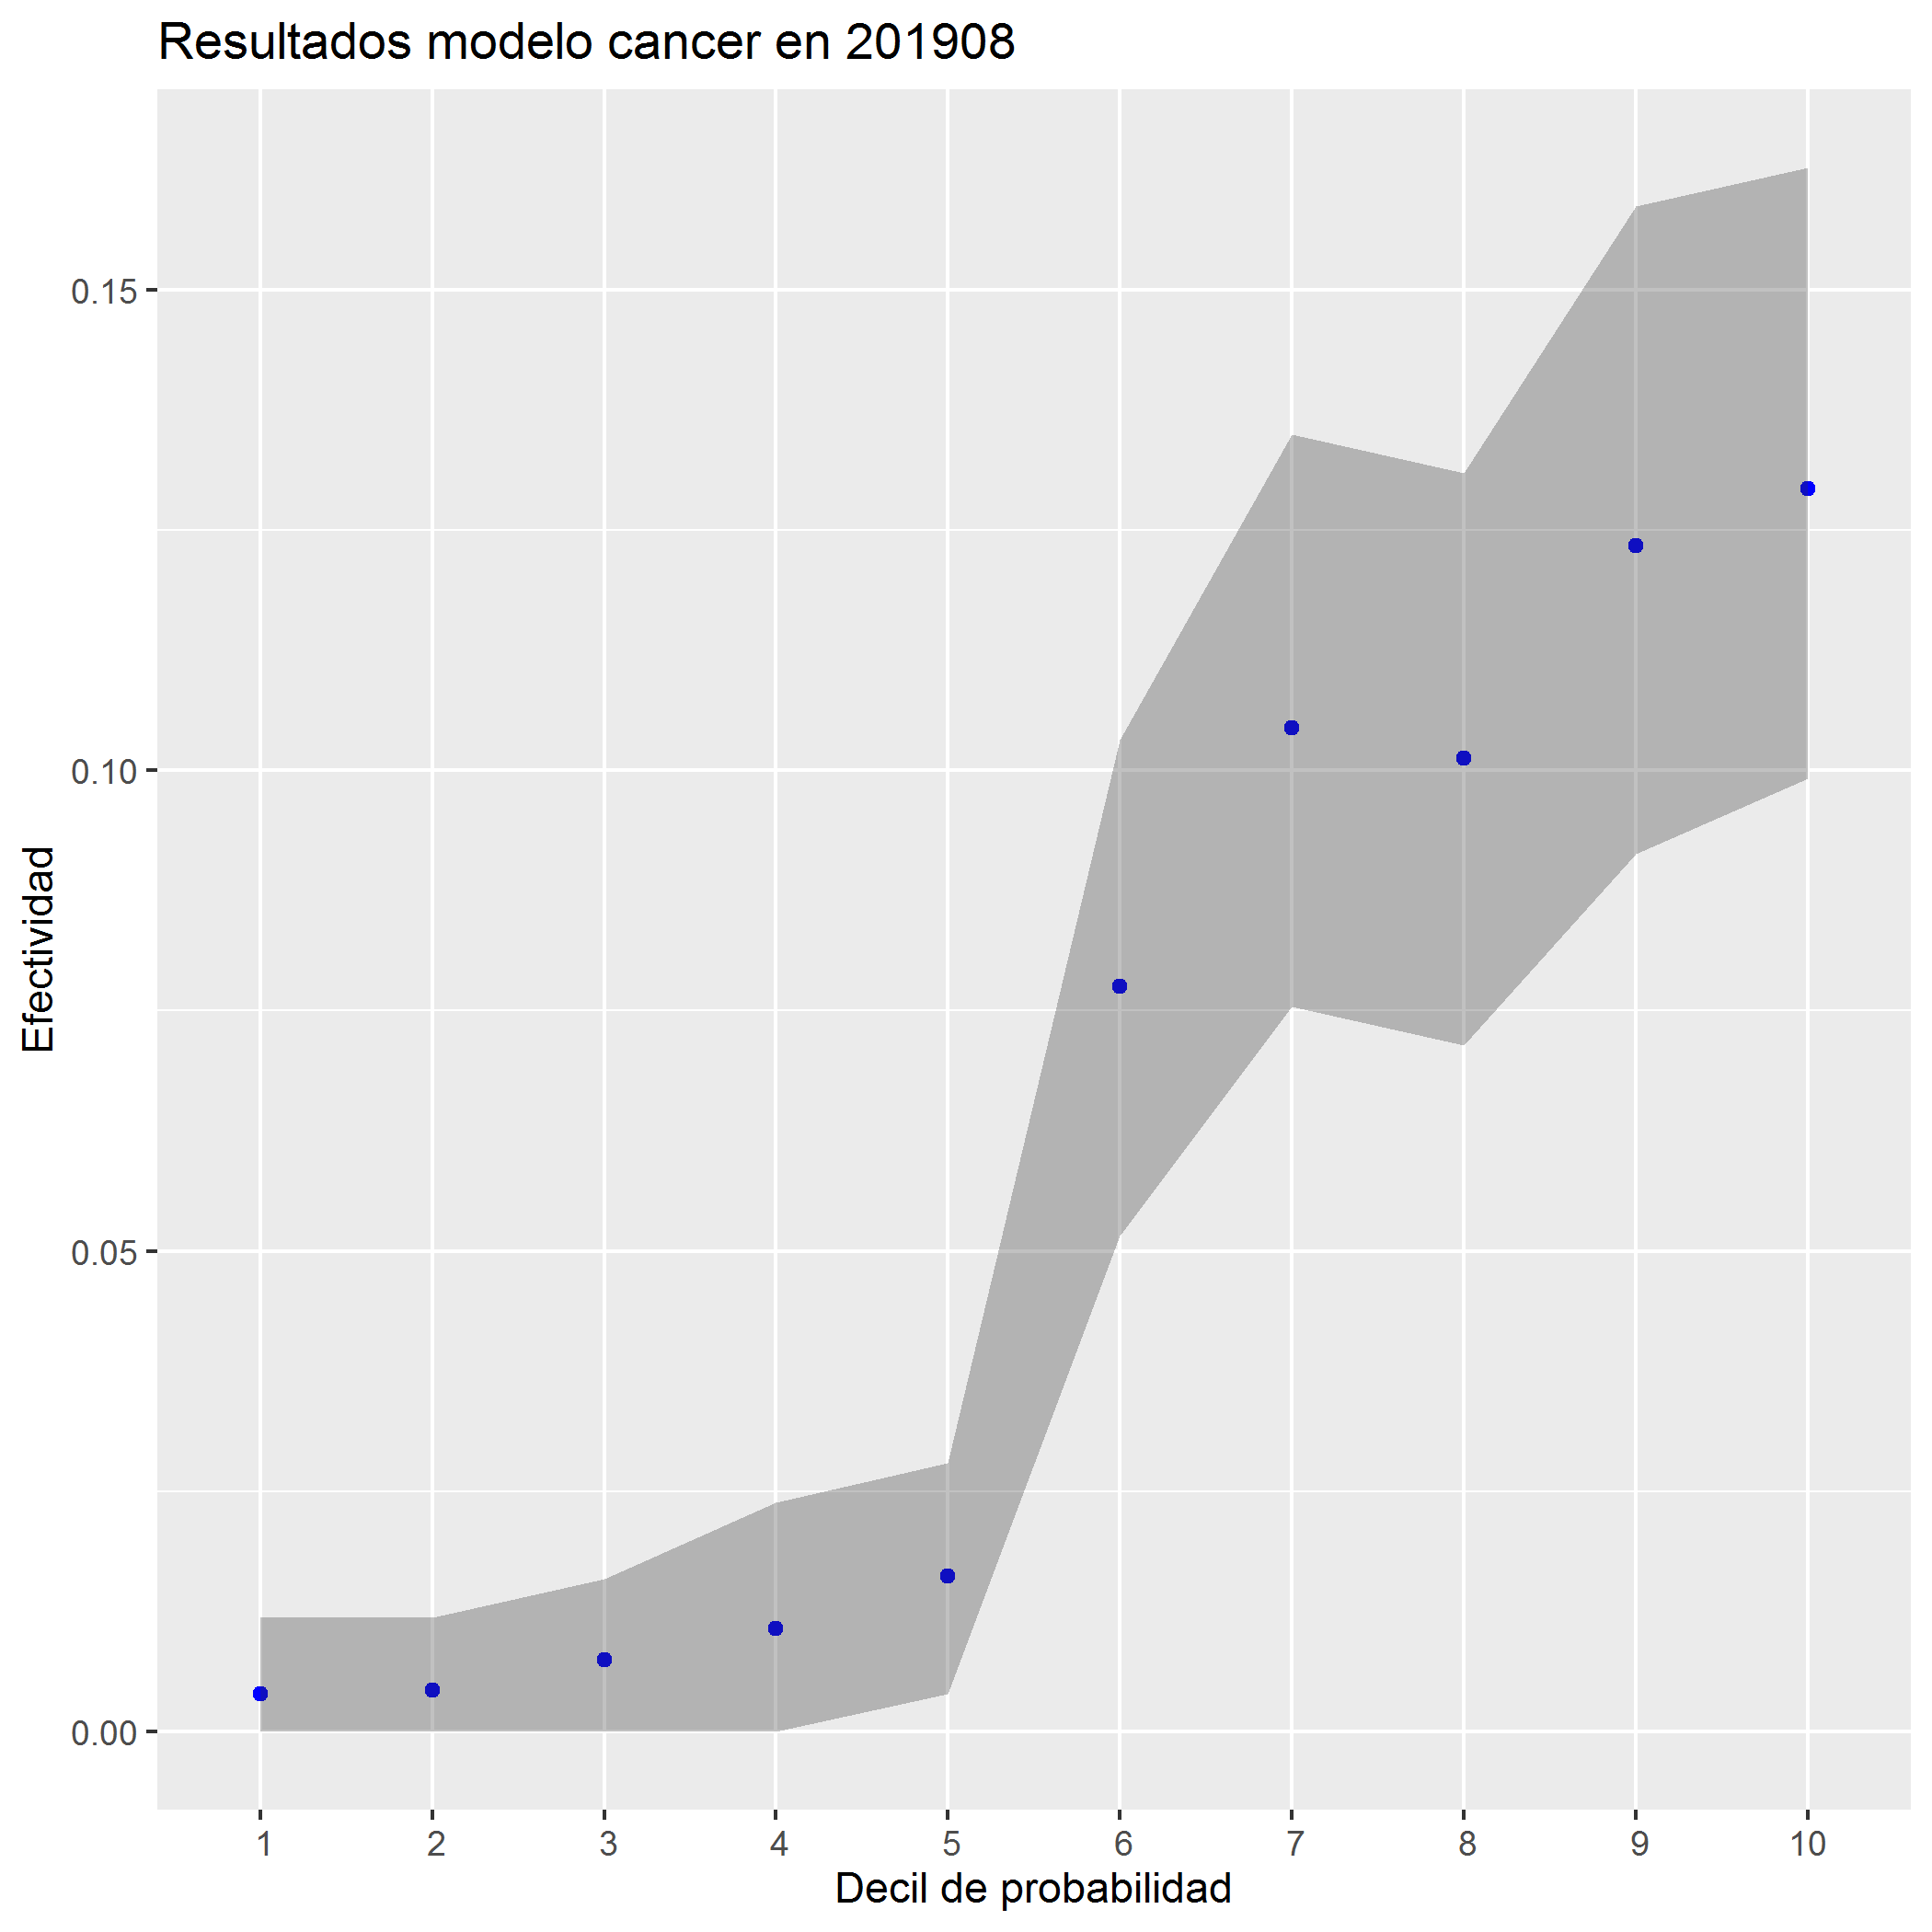 Resultados modelo cancer en 201908
Efectividad
0.15
0.10
0.05
0.00
1 2 3 4 5 6 7 8 9 10
Decil de probabilidad